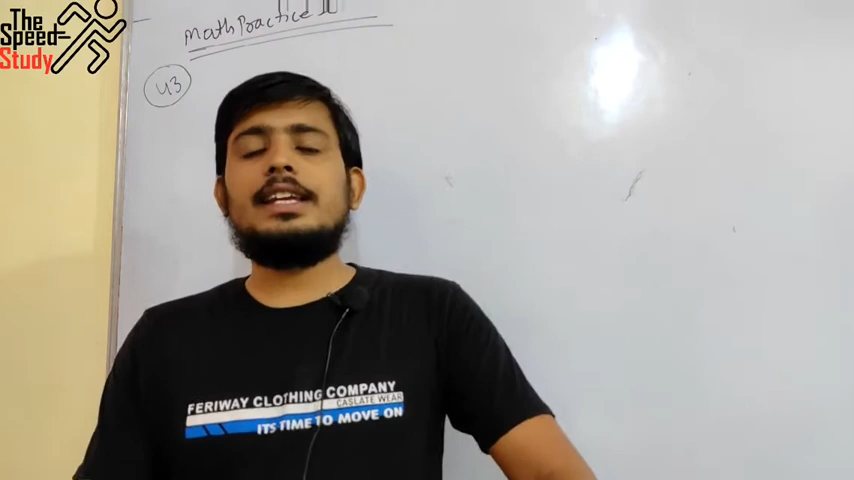 The
Speed
Study
Math Practice
43
FERIWAY CLOTHING COMPANY
CASLATE WEAR
ITS TIME TO MOVE ON